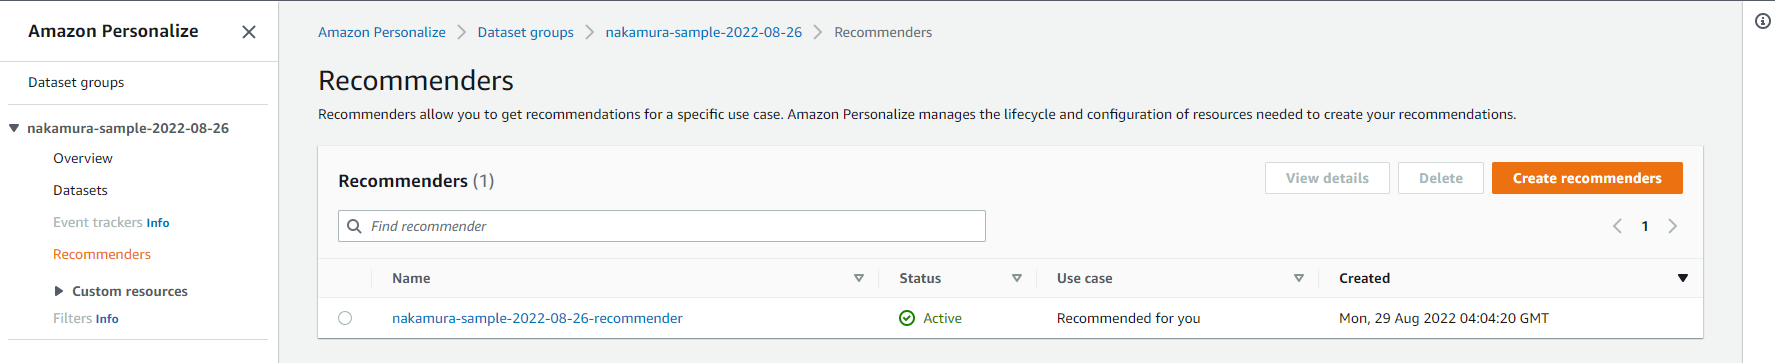 Amazon Personalize
Dataset groups
nakamura-sample-2022-08-26
Overview
Datasets
Event trackers Info
Recommenders
Custom resources
Filters Info
Amazon Personalize Dataset groups nakamura-sample-2022-08-26 Recommenders
Recommenders
Recommenders allow you to get recommendations for a specific use case. Amazon Personalize manages the lifecycle and configuration of resources needed to create your recommendations.
Recommenders (1)
View details Delete Create recommenders
Find recommender
1
Name Status Use case Created
nakamura-sample-2022-08-26-recommender Active Recommended for you Mon, 29 Aug 2022 04:04:20 GMT